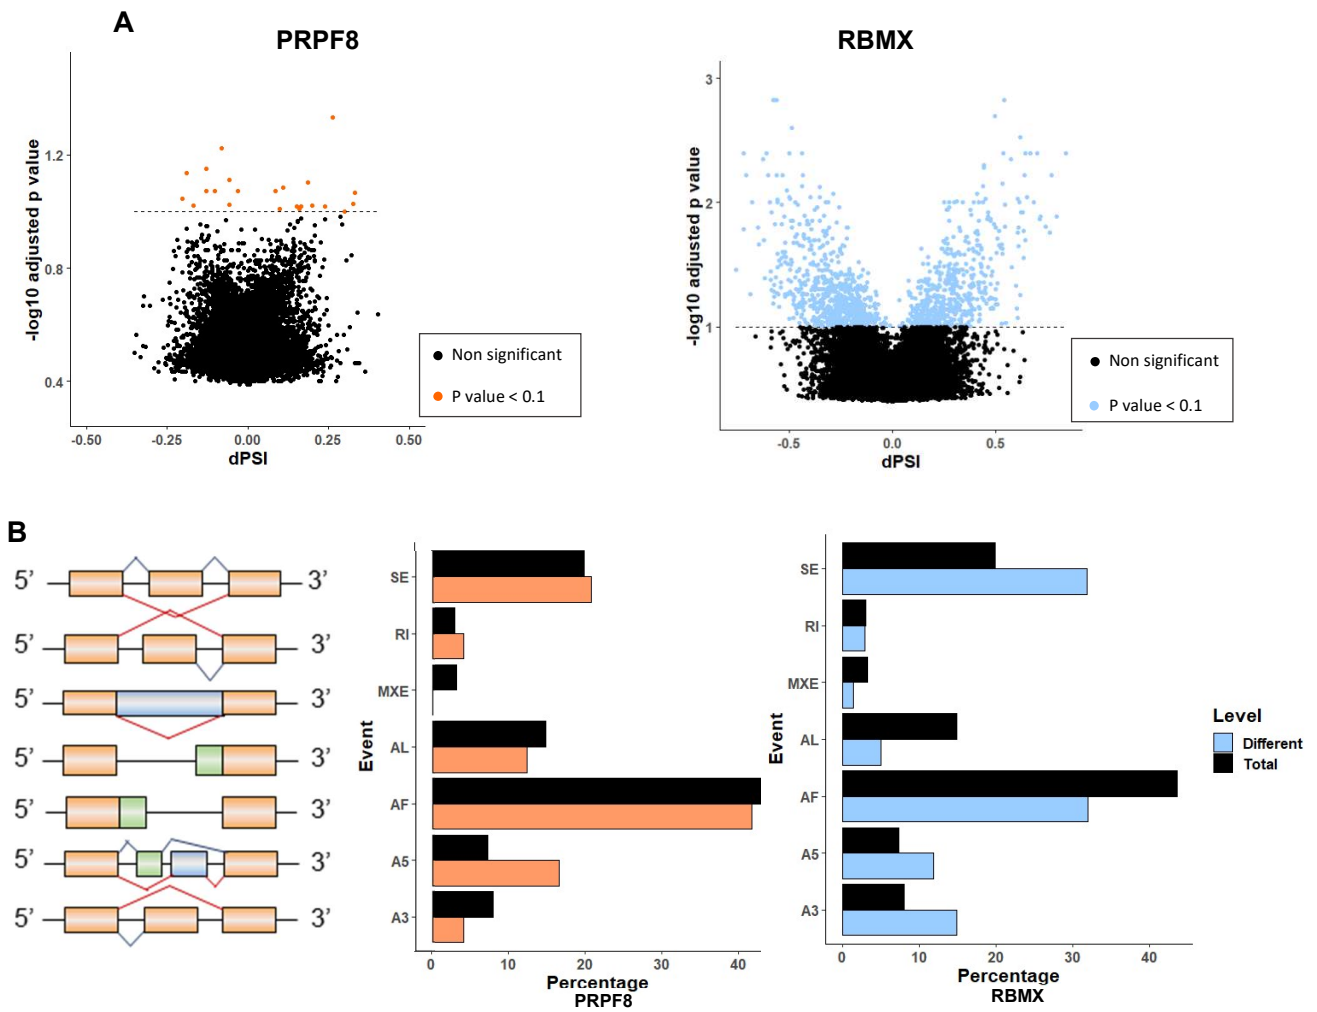 A
PRPF8
RBMX
-log10 adjusted p value
1.2
0.8
0.4
-0.50
-0.25
0.00
0.25
0.50
dPSI
Non significant
P value < 0.1
-log10 adjusted p value
3
2
1
-0.5
0.0
0.5
dPSI
Non significant
P value < 0.1
B
5’ 3’
5’ 3’
5’ 3’
5’ 3’
5’ 3’
5’ 3’
5’ 3’
Event
SE
RI
MXE
AL
AF
A5
A3
0 10 20 30 40
Percentage
PRPF8
Event
SE
RI
MXE
AL
AF
A5
A3
0 10 20 30 40
Percentage
RBMX
Level
Different
Total